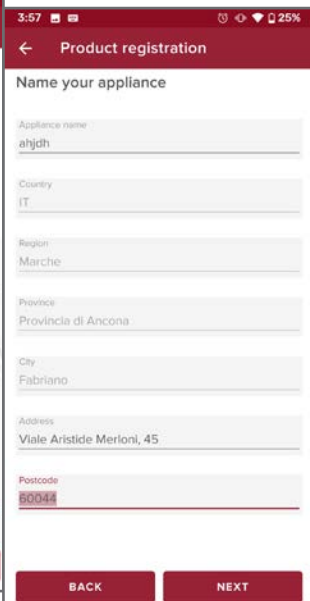 3:57 25%
Product registration
Name your appliance
Appliance name
ahjdh
Country
IT
Region
Marche
Province
Provincia di Ancona
City
Fabriano
Address
Viale Aristide Merloni, 45
Postcode
60044
BACK NEXT